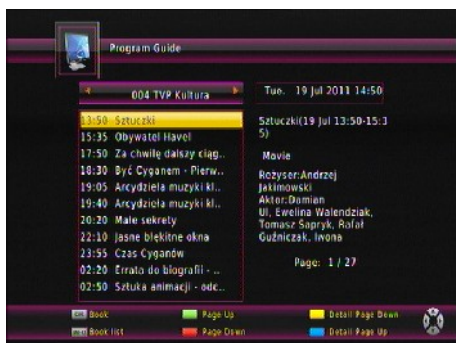 Program Guide
004 TVP Kultura
Tue. 19 Jul 2011 14:50
13:50 Sztuczki
15:35 Obywatel Havel
17:50 Za chwilę dalszy ciąg..
18:30 Być Cyganem - Pierw..
19:05 Arcydzieła muzyki kl..
19:40 Arcydzieła muzyki kl..
20:20 Małe sekrety
22:10 Jasne błękitne okna
23:55 Czas Cyganów
02:20 Errata do biografii - ..
02:50 Sztuka animacji - odc..
Sztuczki(19 Jul 13:50-15:3
5)
Movie
Reżyser:Andrzej
Jakimowski
Aktor:Damian
Ul, Ewelina Walendziak,
Tomasz Sapryk, Rafał
Guźniczak, Iwona
Page: 1 / 27
Book
Page Up
Detail Page Down
Book list
Page Down
Detail Page Up